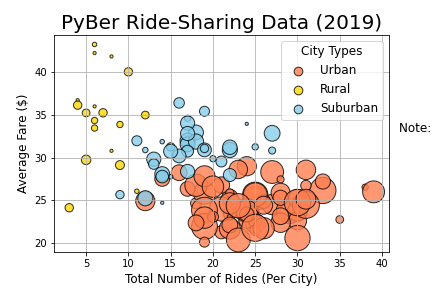 PyBer Ride-Sharing Data (2019)
Average Fare ($)
40
35
30
25
20
City Types
Urban
Rural
Suburban
Note:
5
10
15
20
25
30
35
40
Total Number of Rides (Per City)